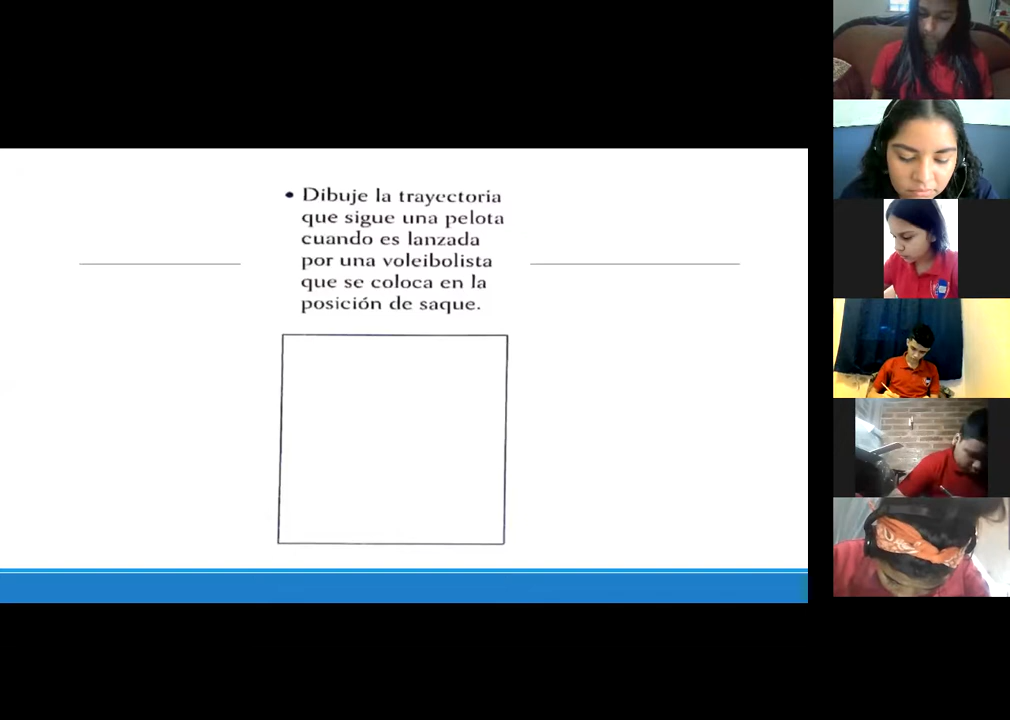 • Dibuje la trayectoria
que sigue una pelota
cuando es lanzada
por una voleibolista
que se coloca en la
posición de saque.